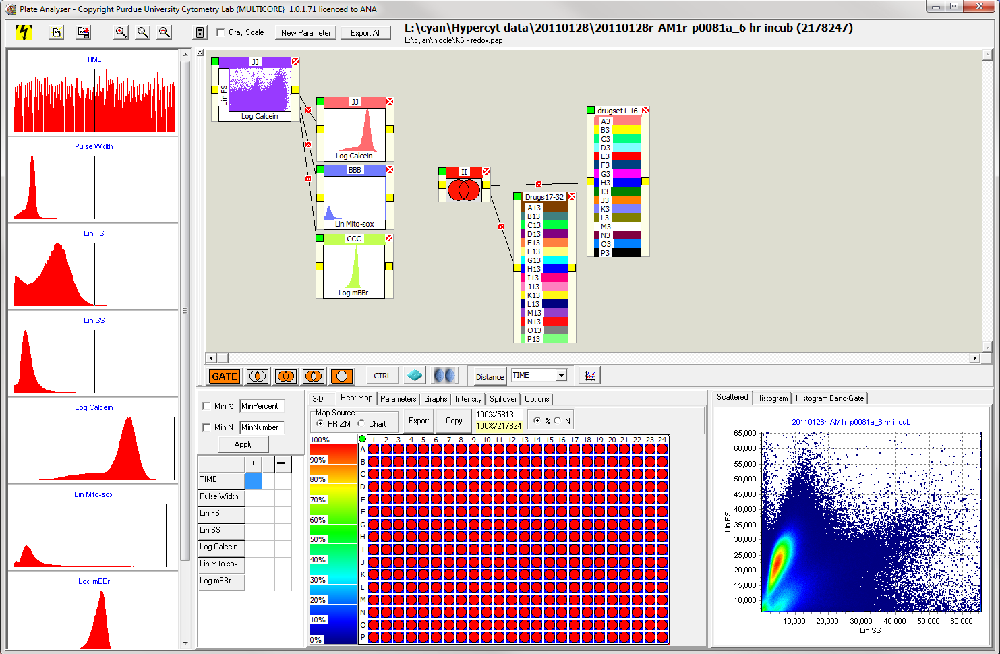 Plate Analyser - Copyright Purdue University Cytometry Lab (MULTICORE) 1.0.1.71 licenced to ANA
Gray Scale
New Parameter
Export All
L:\cyan\Hypercyt data\20110128\20110128r-AM1r-p0081a_6 hr incub (2178247)
L:\cyan\nicole\KS - redox.pap
TIME
Pulse Width
Lin FS
Lin SS
Log Calcein
Lin Mito-sox
Log mBBr
JJ
Lin FS
Log Calcein
JJ
Log Calcein
BBB
Lin Mito-sox
CCC
Log mBBr
II
Drugs17-32
A13
B13
C13
D13
E13
F13
G13
H13
I13
J13
K13
L13
M13
N13
O13
P13
drugset1-16
A3
B3
C3
D3
E3
F3
G3
H3
I3
J3
K3
L3
M3
N3
O3
P3
GATE
CTRL
Distance
TIME
Min %
MinPercent
Min N
MinNumber
Apply
++ -- ==
TIME
Pulse Width
Lin FS
Lin SS
Log Calcein
Lin Mito-sox
Log mBBr
3-D Heat Map Parameters Graphs Intensity Spillover Options
Map Source
PRIZM Chart
Export
Copy
100%/5813
100%/2178247
% N
100%
90%
80%
70%
60%
50%
40%
30%
20%
10%
0%
1 2 3 4 5 6 7 8 9 10 11 12 13 14 15 16 17 18 19 20 21 22 23 24
A
B
C
D
E
F
G
H
I
J
K
L
M
N
O
P
Scattered Histogram Histogram Band-Gate
20110128r-AM1r-p0081a_6 hr incub
65,000
60,000
55,000
50,000
45,000
40,000
35,000
30,000
25,000
20,000
15,000
10,000
Lin FS
10,000 20,000 30,000 40,000 50,000 60,000
Lin SS